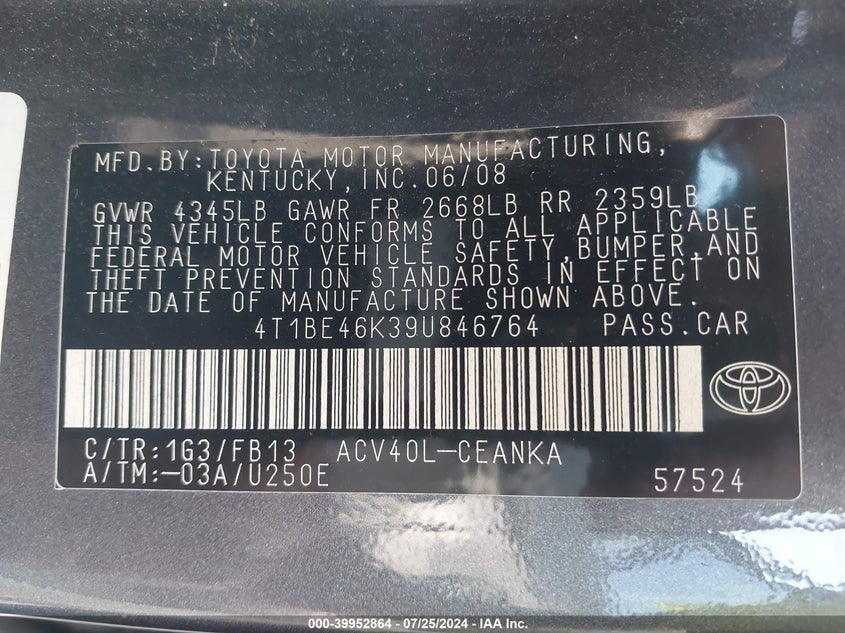 MFD.BY:TOYOTA MOTOR MANUFACTURING,
KENTUCKY,INC.06/08
GVWR 4345LB GAWR FR 2668LB RR 2359LB
THIS VEHICLE CONFORMS TO ALL APPLICABLE
FEDERAL MOTOR VEHICLE SAFETY,BUMPER,AND
THEFT PREVENTION STANDARDS IN EFFECT ON
THE DATE OF MANUFACTURE SHOWN ABOVE.
4T1BE46K39U846764 PASS.CAR
C/TR:1G3/FB13 ACV40L-CEANKA
A/TM:-03A/U250E 57524
000-39952864 - 07/25/2024 - © IAA Inc.